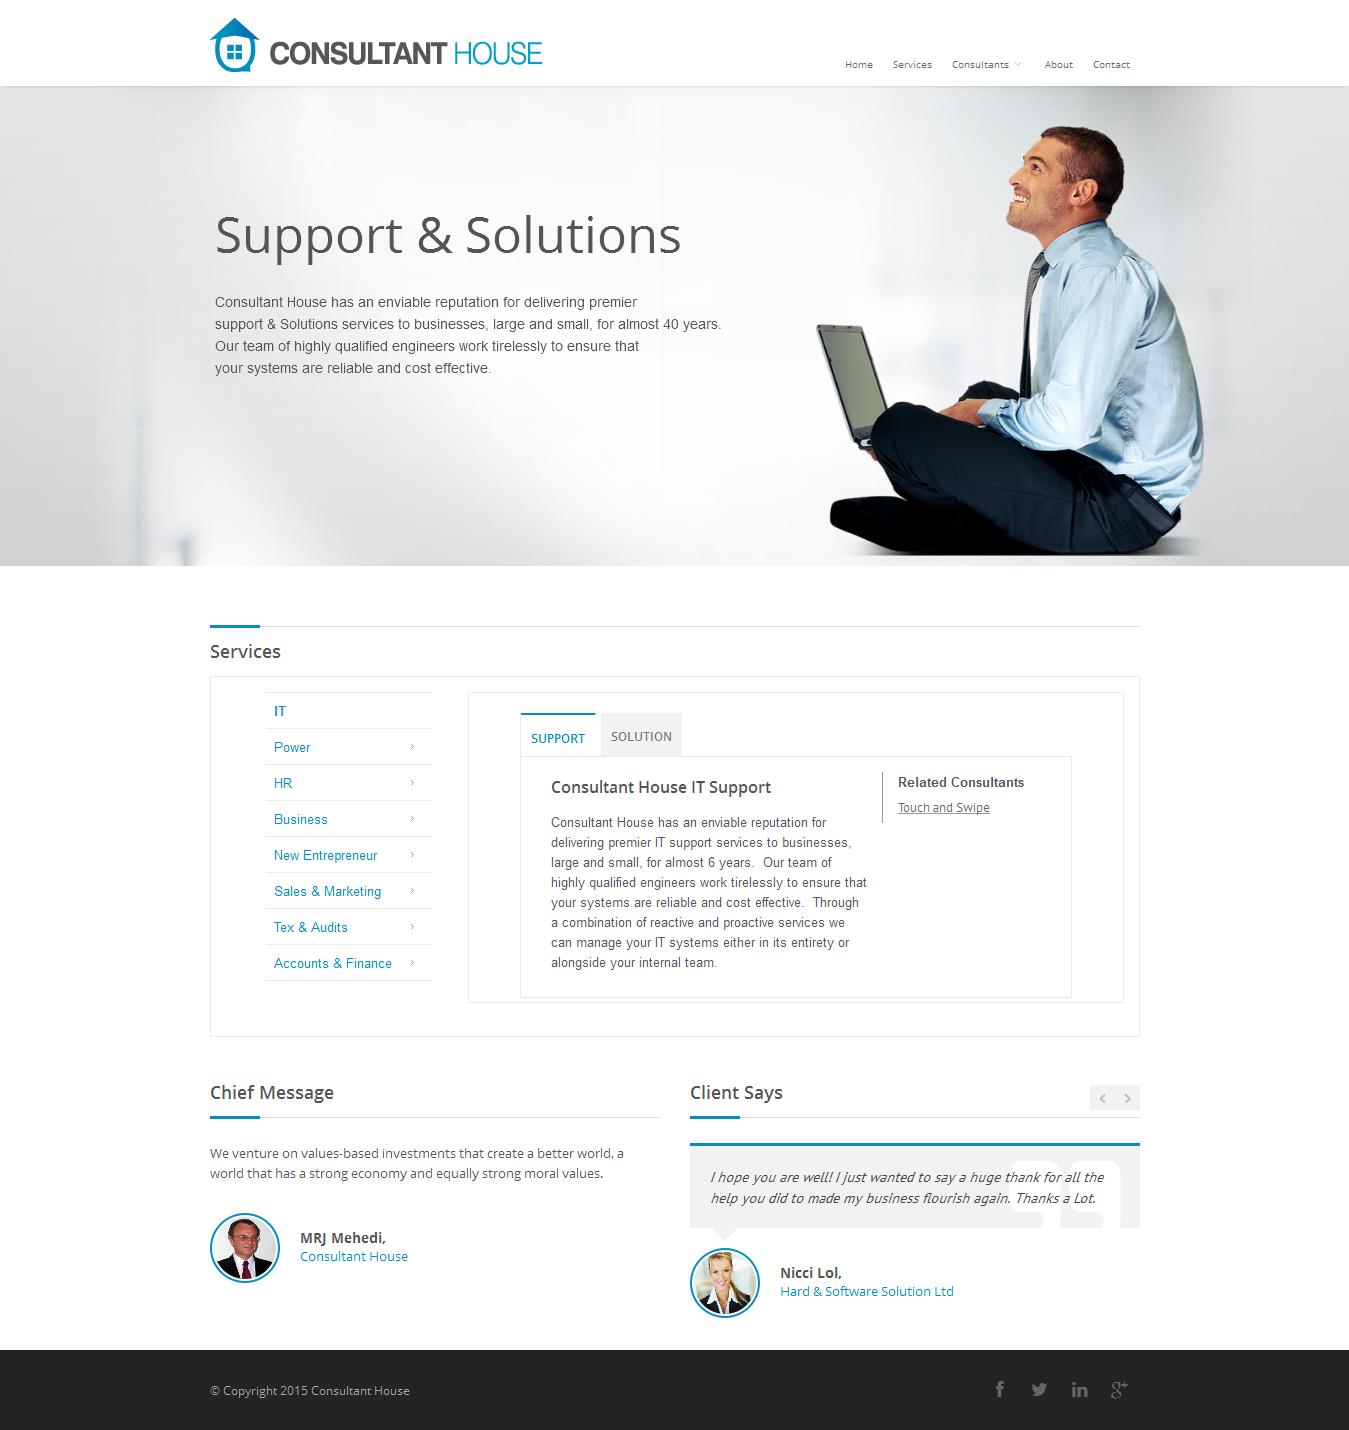 CONSULTANT HOUSE
Home Services Consultants About Contact
Support & Solutions
Consultant House has an enviable reputation for delivering premier
support & Solutions services to businesses, large and small, for almost 40 years.
Our team of highly qualified engineers work tirelessly to ensure that
your systems are reliable and cost effective.
Services
IT
Power
HR
Business
New Entrepreneur
Sales & Marketing
Tex & Audits
Accounts & Finance
SUPPORT SOLUTION
Consultant House IT Support
Consultant House has an enviable reputation for
delivering premier IT support services to businesses,
large and small, for almost 6 years. Our team of
highly qualified engineers work tirelessly to ensure that
your systems are reliable and cost effective. Through
a combination of reactive and proactive services we
can manage your IT systems either in its entirety or
alongside your internal team.
Related Consultants
Touch and Swipe
Chief Message
We venture on values-based investments that create a better world, a
world that has a strong economy and equally strong moral values.
MRJ Mehedi,
Consultant House
Client Says
I hope you are well! I just wanted to say a huge thank for all the
help you did to made my business flourish again. Thanks a Lot.
Nicci Lol,
Hard & Software Solution Ltd
© Copyright 2015 Consultant House